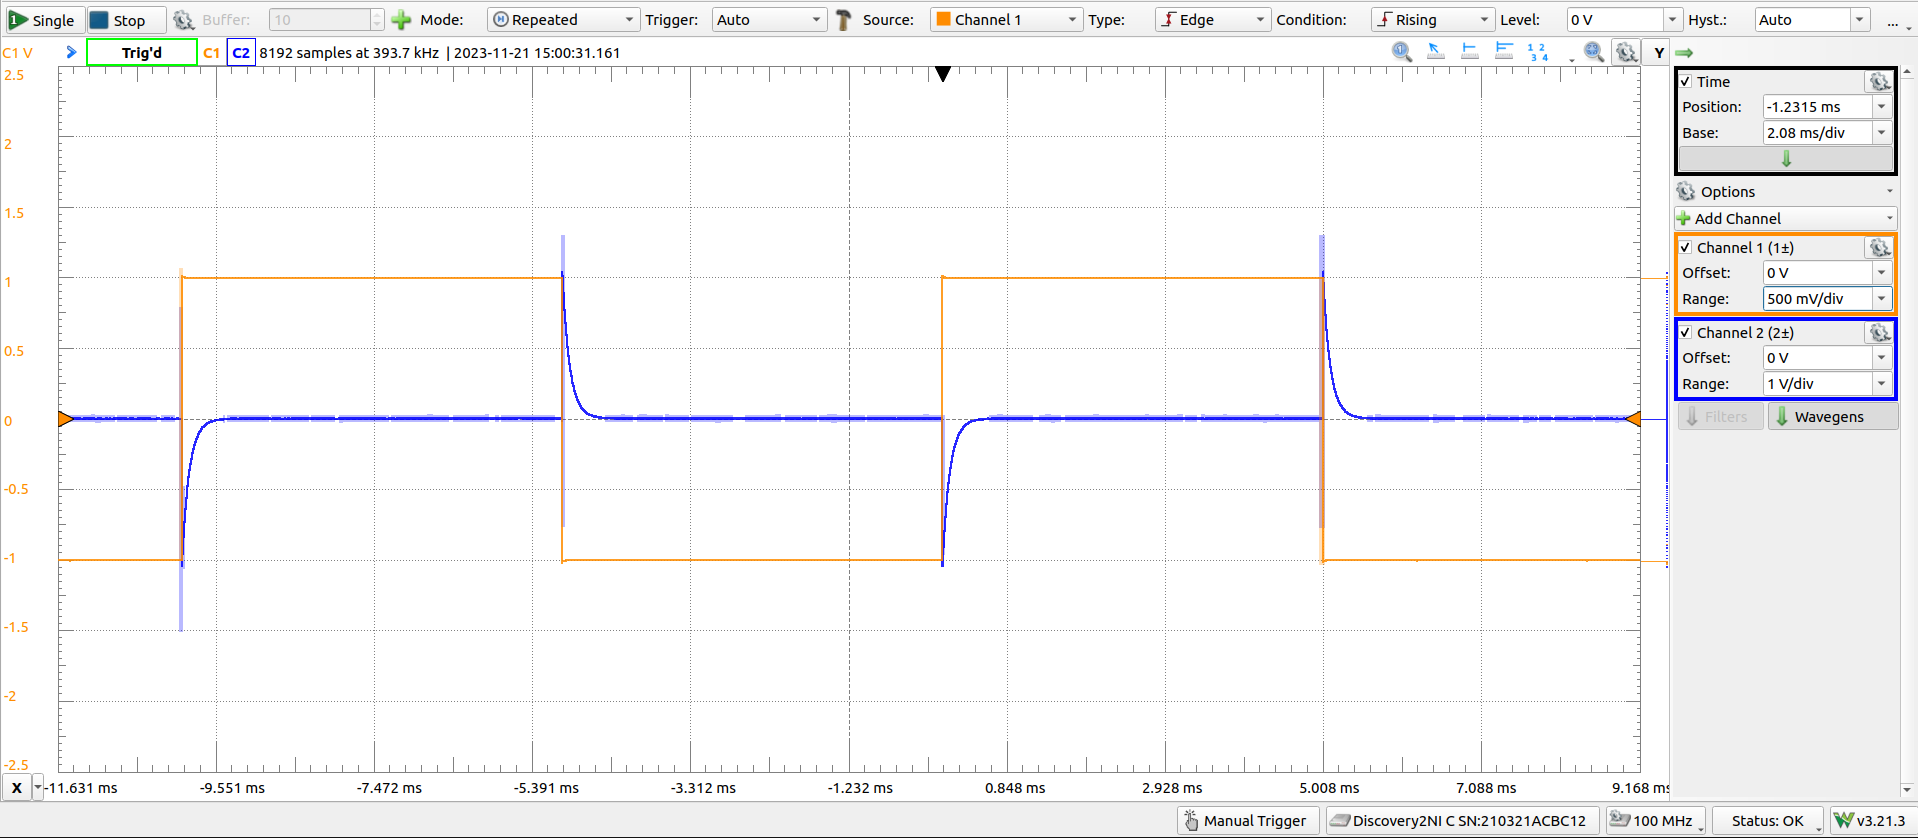 Single Stop Buffer: 10 Mode: Repeated Trigger: Auto Source: Channel 1 Type: Edge Condition: Rising Level: 0 V Hyst.: Auto ...
C1 V Trig'd C1 C2 8192 samples at 393.7 kHz | 2023-11-21 15:00:31.161 Y
2.5
2
1.5
1
0.5
0
-0.5
-1
-1.5
-2
-2.5
X -11.631 ms -9.551 ms -7.472 ms -5.391 ms -3.312 ms -1.232 ms 0.848 ms 2.928 ms 5.008 ms 7.088 ms 9.168 ms
Time
Position: -1.2315 ms
Base: 2.08 ms/div
Options
Add Channel
Channel 1 (1±)
Offset: 0 V
Range: 500 mV/div
Channel 2 (2±)
Offset: 0 V
Range: 1 V/div
Filters Wavegens
Manual Trigger Discovery2NI C SN:210321ACBC12 100 MHz Status: OK v3.21.3